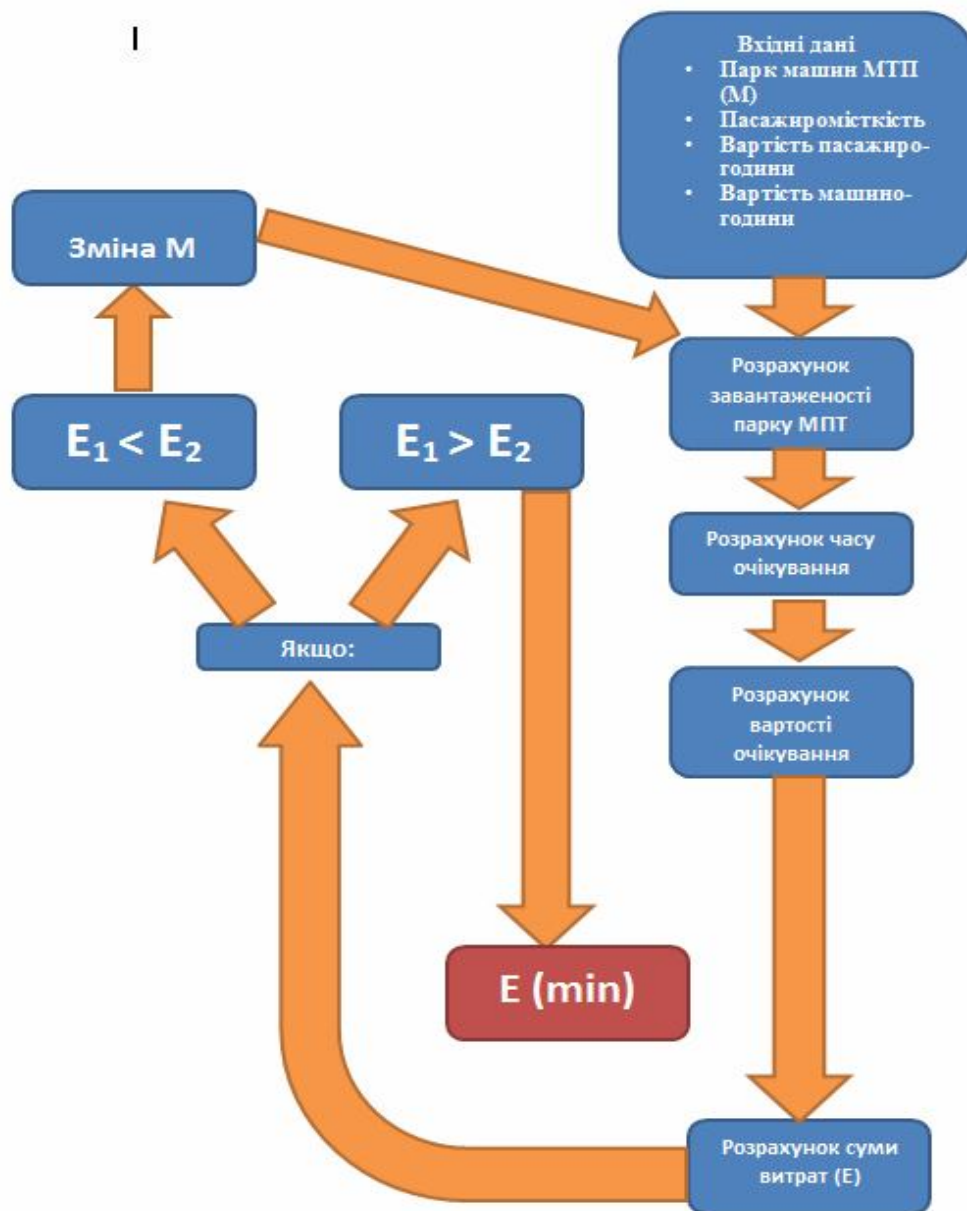 I
Вхідні дані
• Парк машин МТП
(М)
• Пасажиромісткість
• Вартість пасажиро-
години
• Вартість машино-
години
Зміна М
Розрахунок
завантаженості
парку МПТ
E₁ < E₂
E₁ > E₂
Розрахунок часу
очікування
Якщо:
Розрахунок
вартості
очікування
E (min)
Розрахунок суми
витрат (Е)